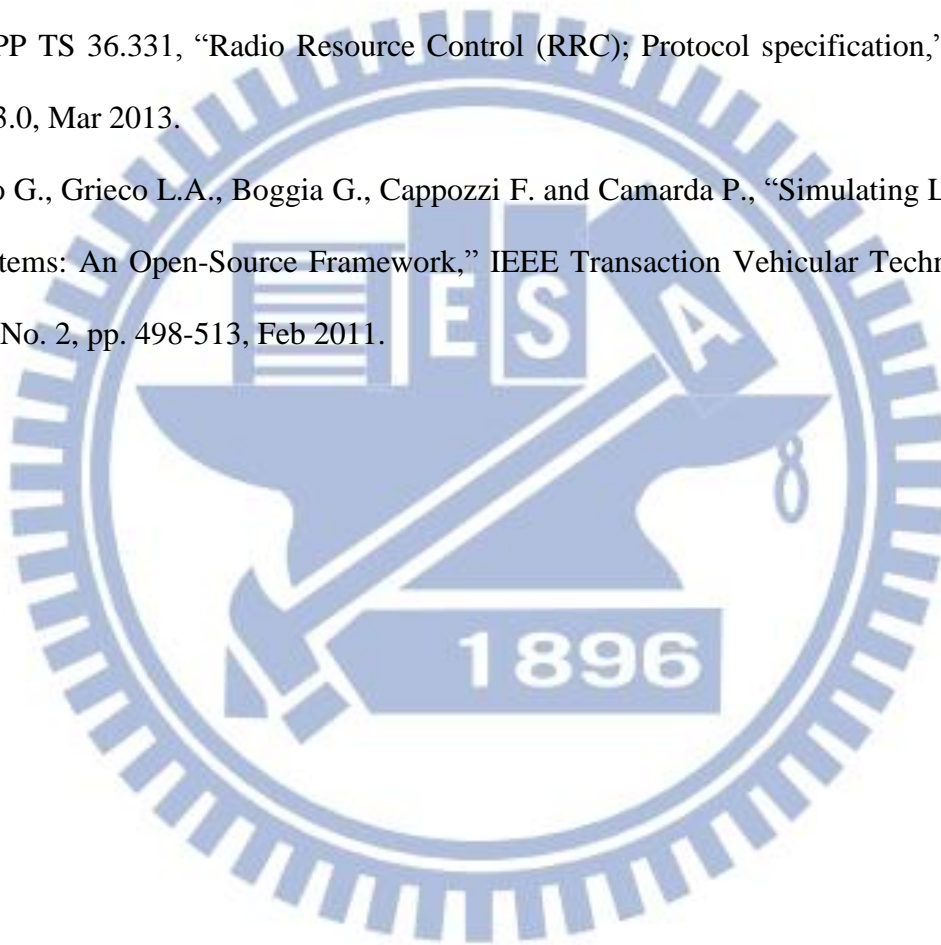 PP TS 36.331, “Radio Resource Control (RRC); Protocol specification,”
3.0, Mar 2013.
o G., Grieco L.A., Boggia G., Cappozzi F. and Camarda P., “Simulating L
tems: An Open-Source Framework,” IEEE Transaction Vehicular Techn
No. 2, pp. 498-513, Feb 2011.
E S A
8
1896